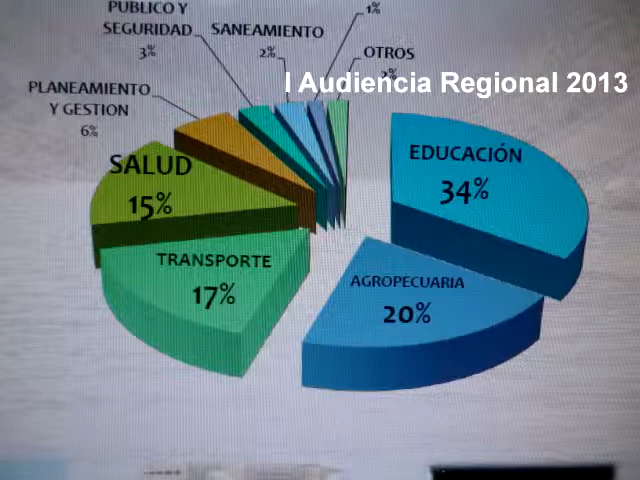 PUBLICO Y
SEGURIDAD
3%
SANEAMIENTO
2%
1%
OTROS
2%
I Audiencia Regional 2013
PLANEAMIENTO
Y GESTION
6%
EDUCACIÓN
34%
SALUD
15%
TRANSPORTE
17%
AGROPECUARIA
20%